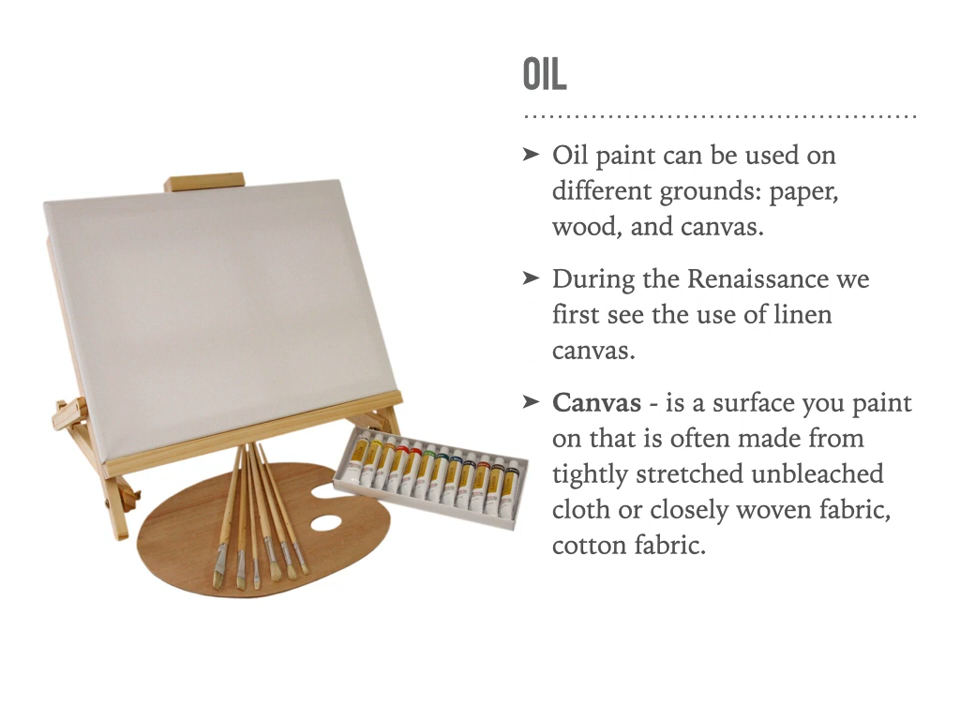 OIL
➤ Oil paint can be used on
different grounds: paper,
wood, and canvas.
➤ During the Renaissance we
first see the use of linen
canvas.
➤ Canvas - is a surface you paint
on that is often made from
tightly stretched unbleached
cloth or closely woven fabric,
cotton fabric.